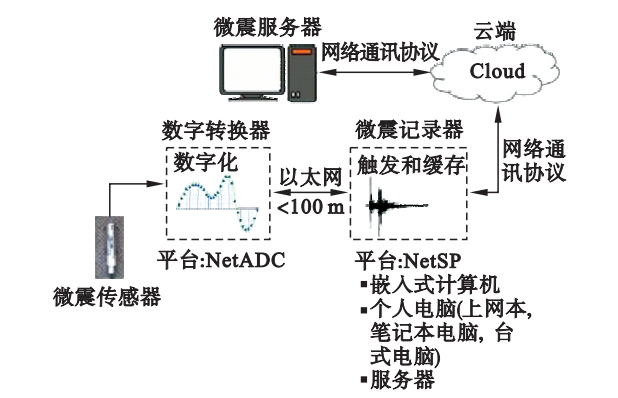 微震服务器
云端
网络通讯协议
Cloud
数字转换器
微震记录器
网络通
讯协议
数字化
以太网
<100 m
触发和缓存
平台:NetADC
平台:NetSP
微震传感器
▪嵌入式计算机
▪个人电脑(上网本,
笔记本电脑, 台
式电脑)
▪服务器